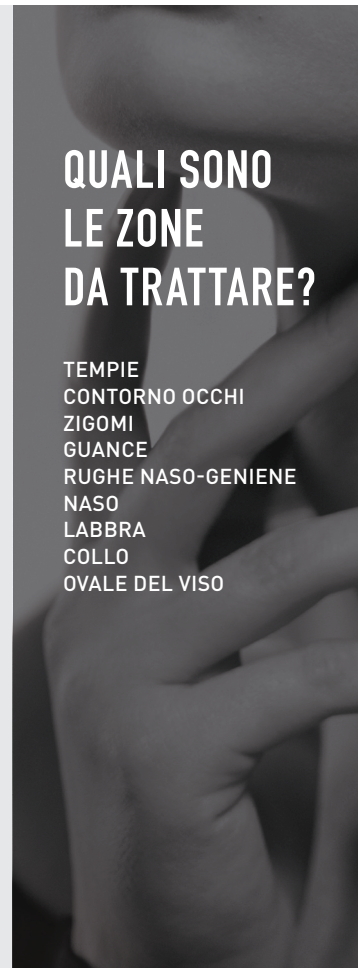 QUALI SONO
LE ZONE
DA TRATTARE?
TEMPIE
CONTORNO OCCHI
ZIGOMI
GUANCE
RUGHE NASO-GENIENE
NASO
LABBRA
COLLO
OVALE DEL VISO